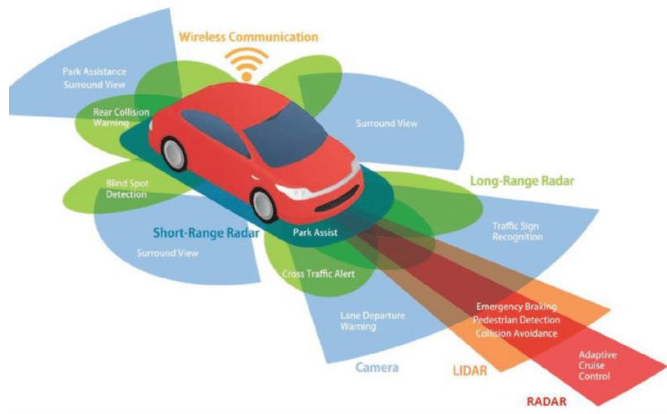 Wireless Communication
Park Assistance
Surround View
Rear Collision
Warning
Surround View
Blind Spot
Detection
Long-Range Radar
Short-Range Radar
Park Assist
Traffic Sign
Recognition
Surround View
Cross Traffic Alert
Emergency Braking
Pedestrian Detection
Collision Avoidance
Lane Departure
Warning
Camera
LIDAR
Adaptive
Cruise
Control
RADAR